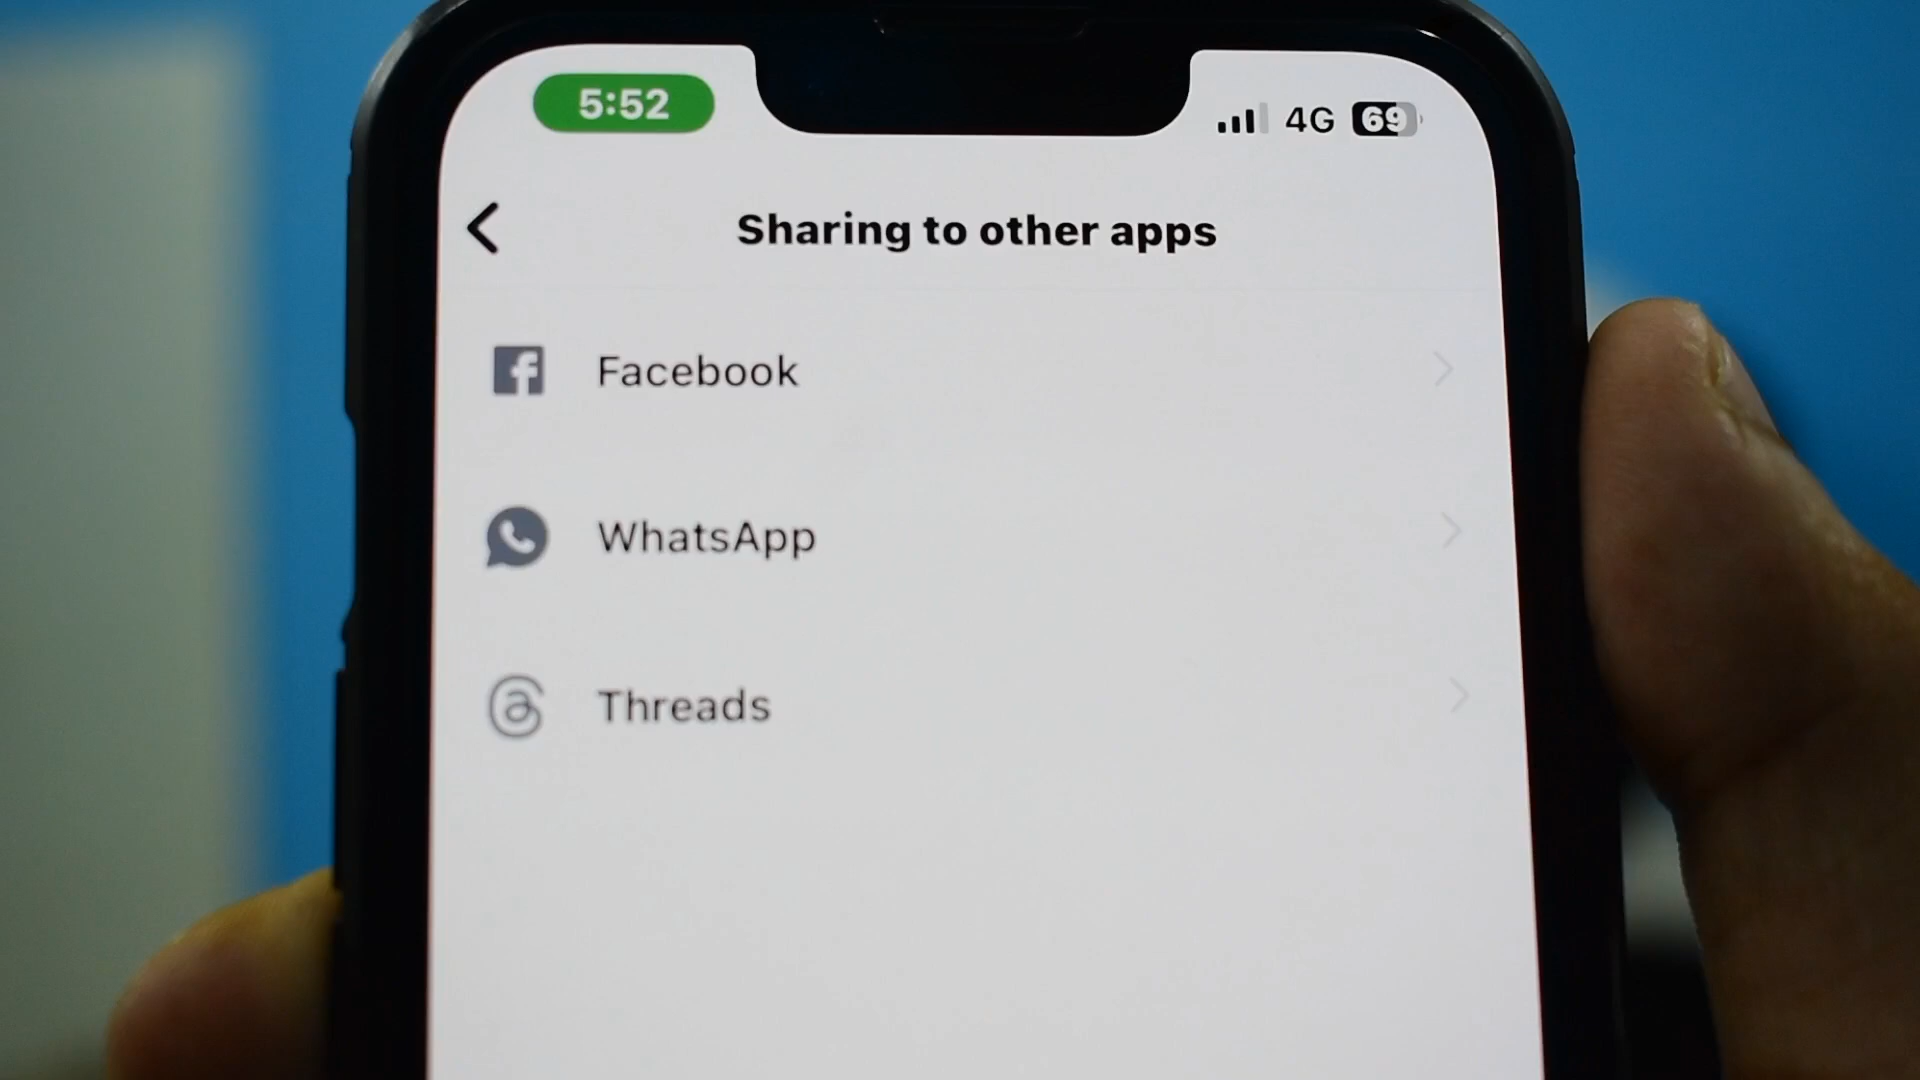 5:52
4G 69
Sharing to other apps
Facebook
WhatsApp
Threads